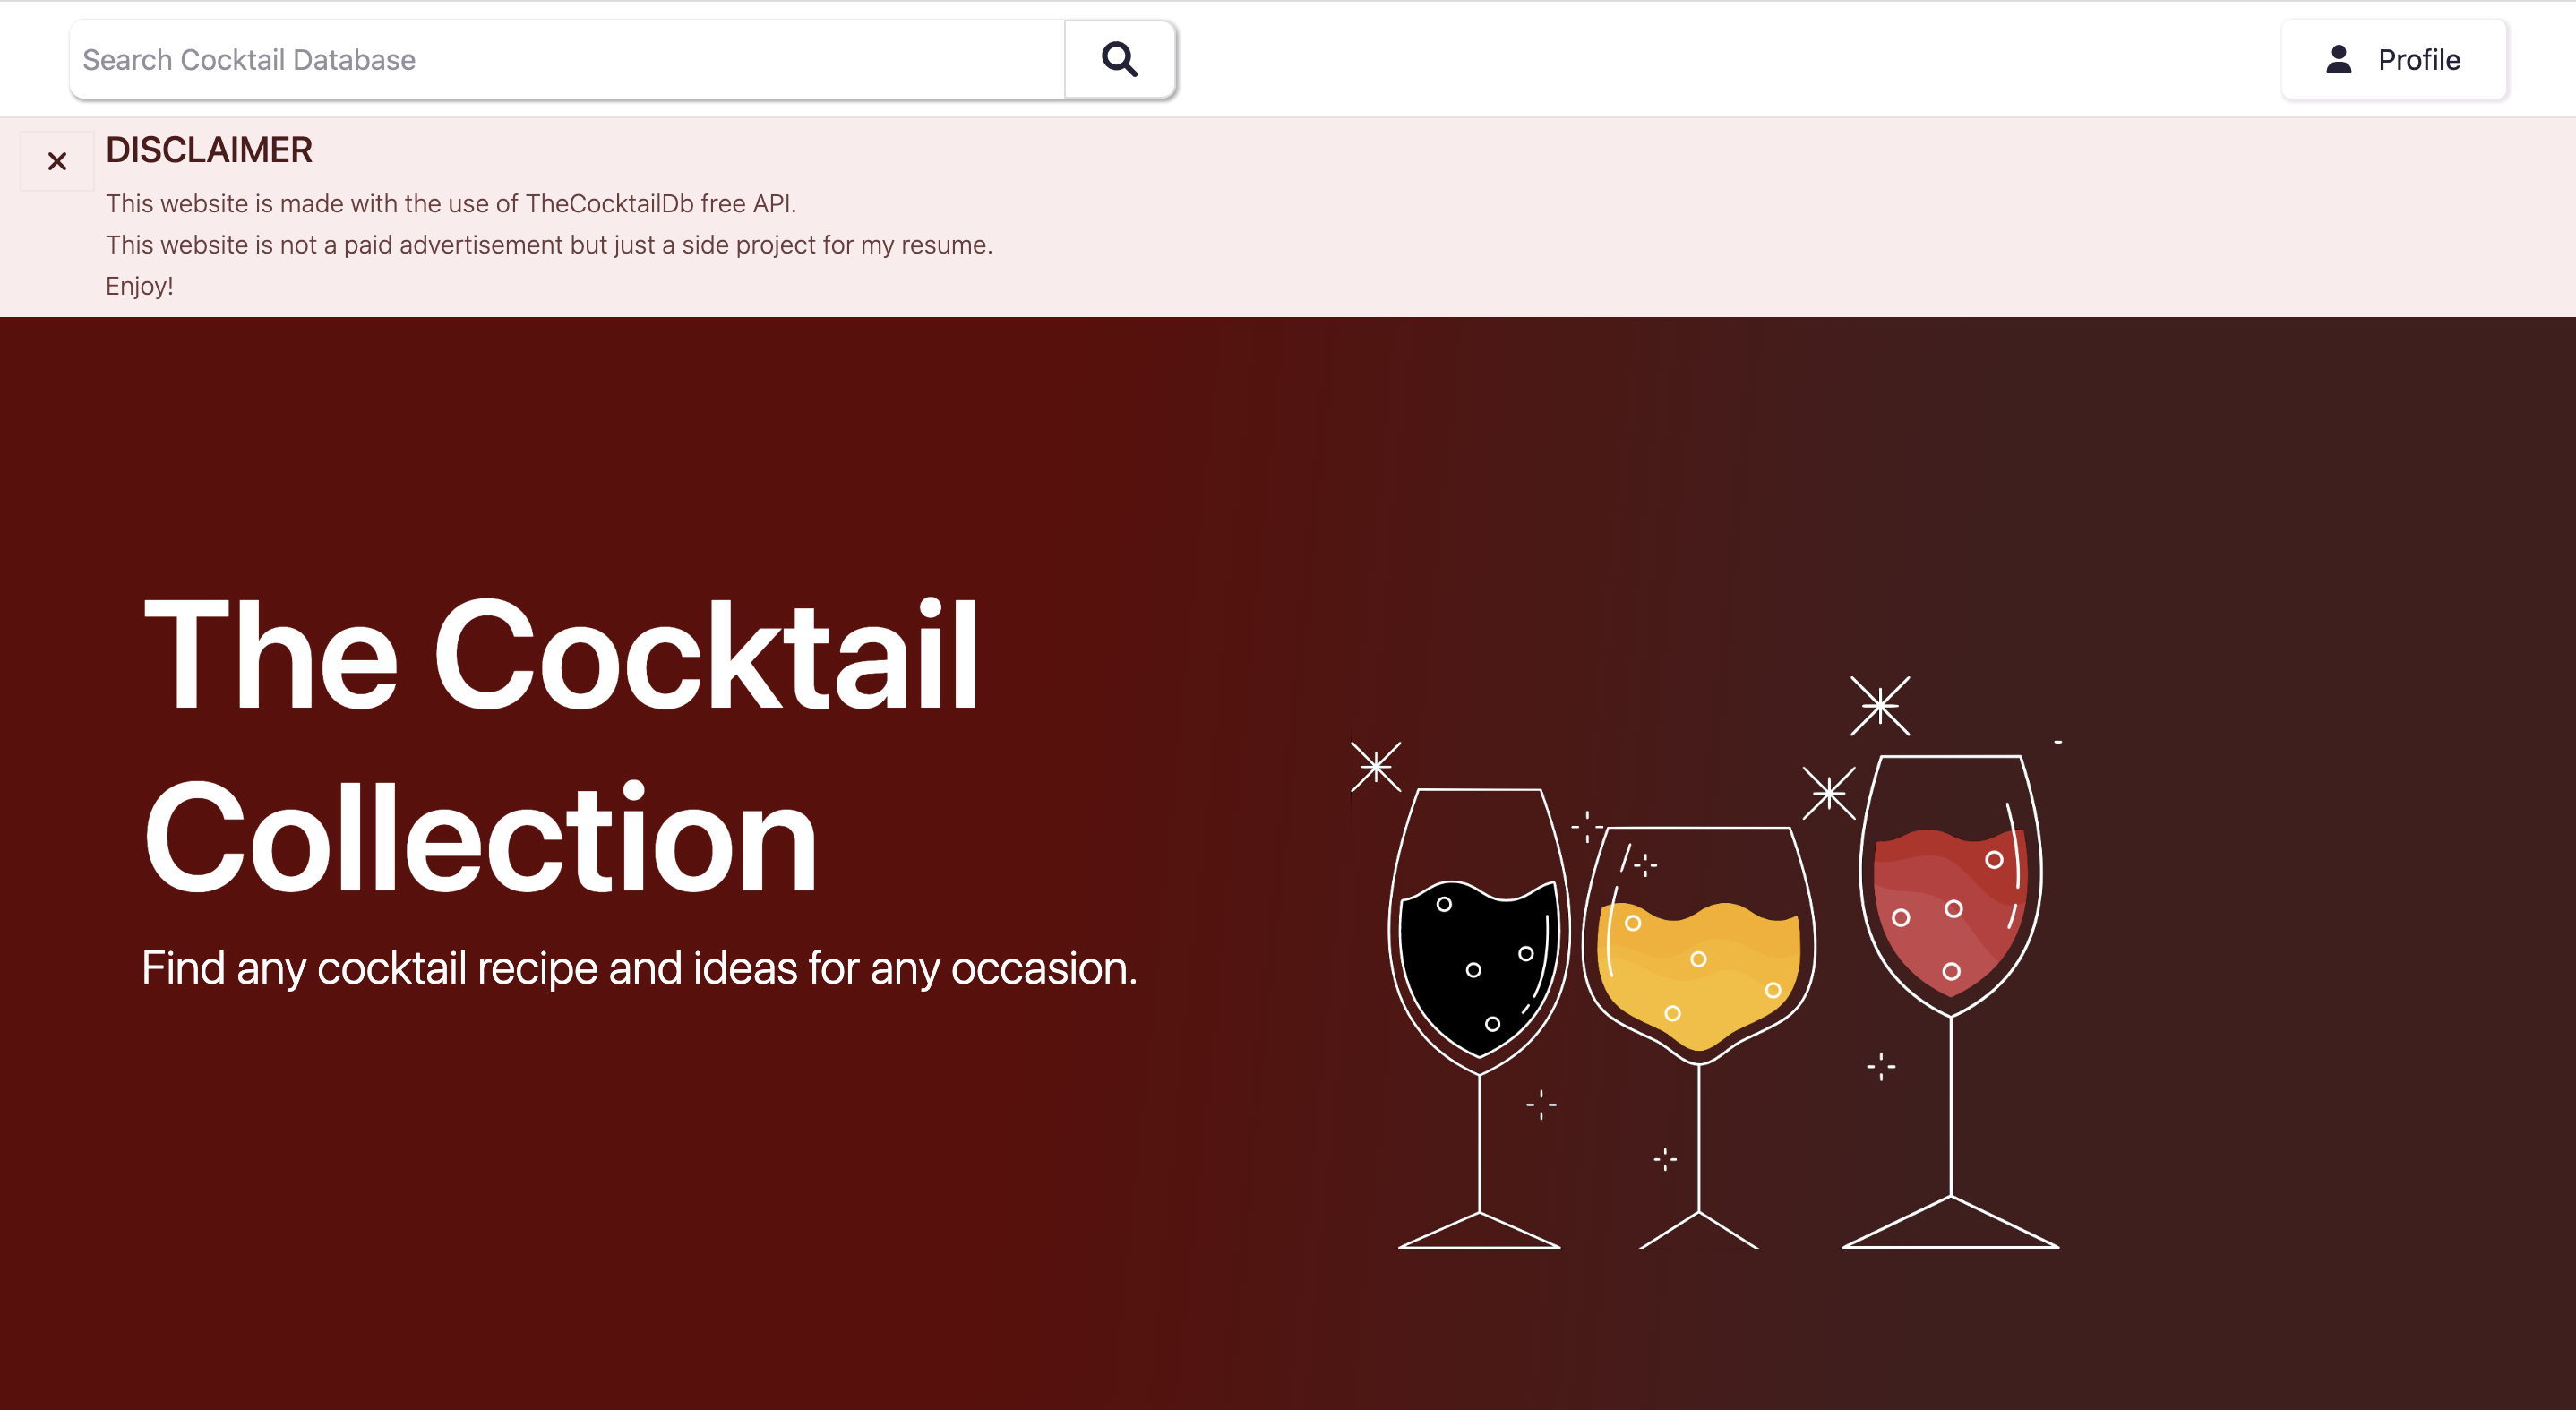 Search Cocktail Database
Profile
DISCLAIMER
This website is made with the use of TheCocktailDb free API.
This website is not a paid advertisement but just a side project for my resume.
Enjoy!
The Cocktail
Collection
Find any cocktail recipe and ideas for any occasion.